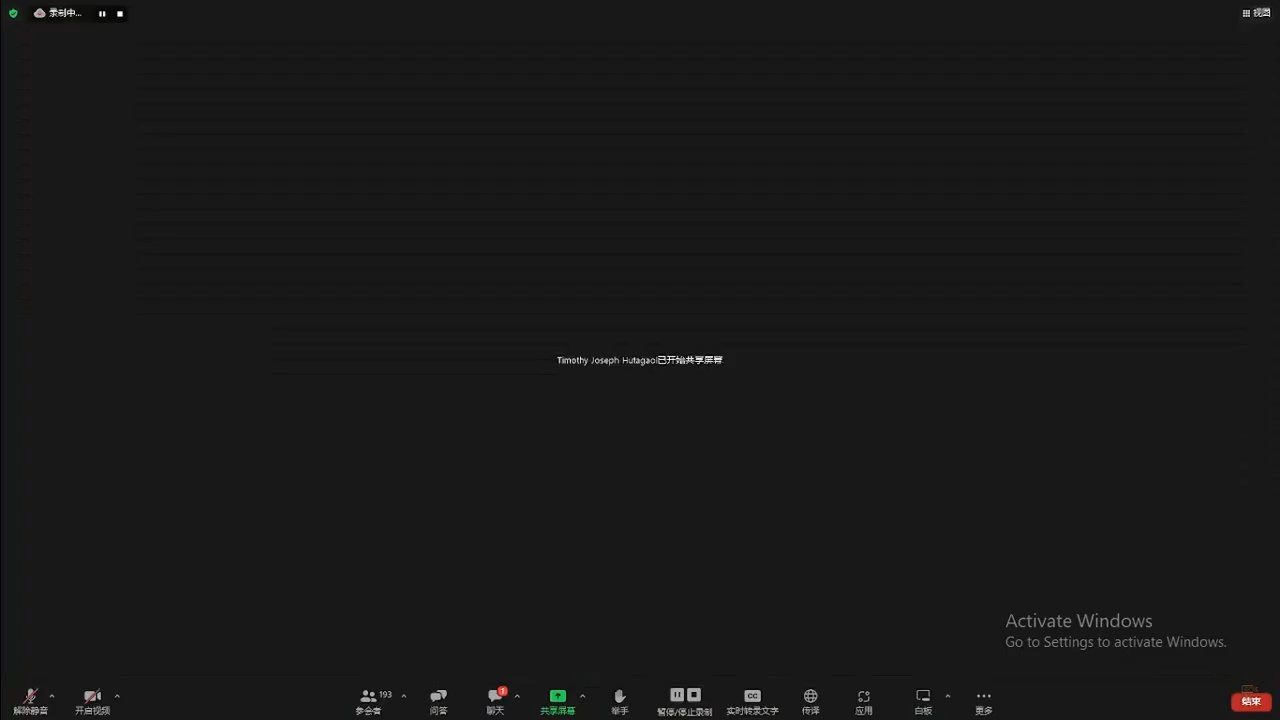 录制中...
视图
Timothy Joseph Hutagaol已开始共享屏幕
Activate Windows
Go to Settings to activate Windows.
193
1
CC
解除静音
开启视频
参会者
问答
聊天
共享屏幕
举手
暂停/停止录制
实时转录文字
传译
应用
白板
更多
结束